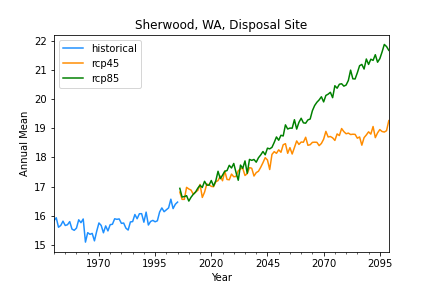 Sherwood, WA, Disposal Site
historical
rcp45
rcp85
Annual Mean
22
21
20
19
18
17
16
15
1970
1995
2020
2045
2070
2095
Year